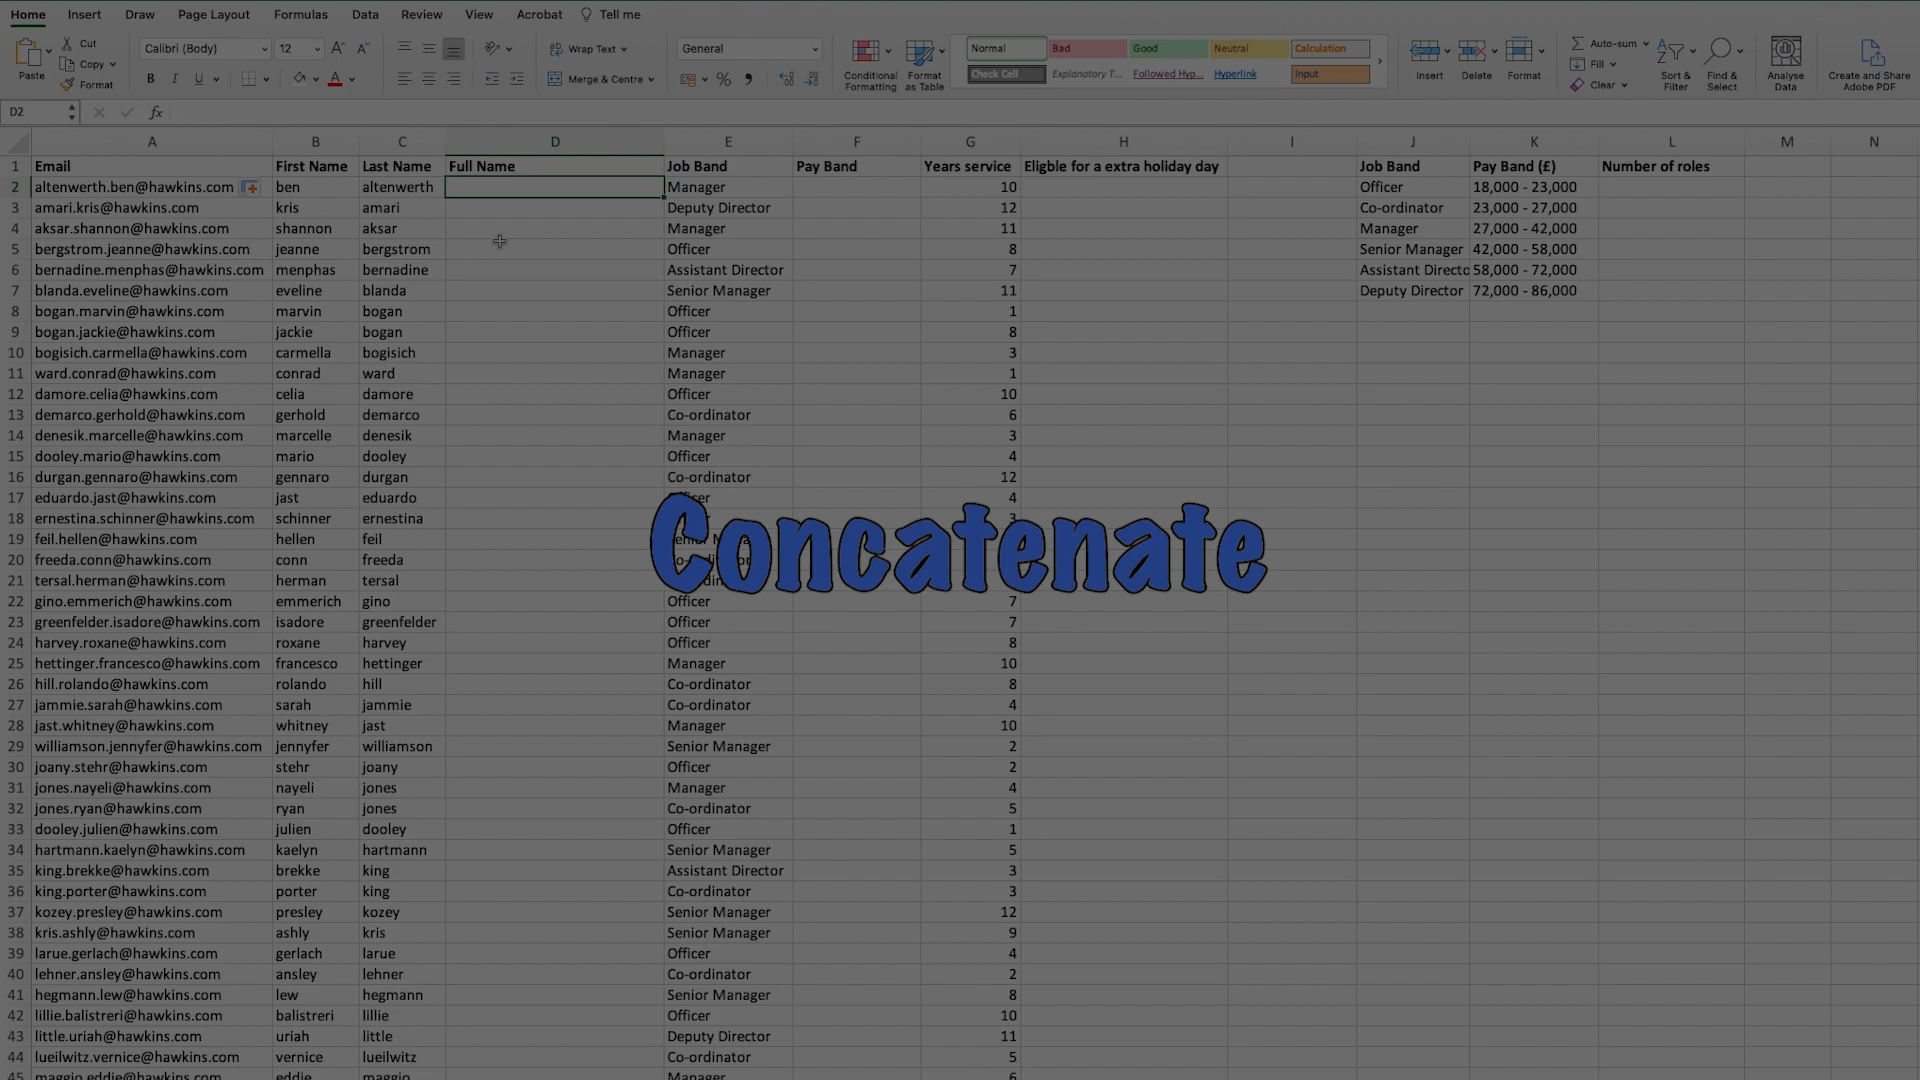 Home Insert Draw Page Layout Formulas Data Review View Acrobat Tell me
Paste Cut Copy Format
Calibri (Body) 12
B I U
Wrap Text
Merge & Centre
General
Conditional Formatting
Format as Table
Normal Bad Good Neutral Calculation
Check Cell Explanatory T... Followed Hyp... Hyperlink Input
Insert Delete Format
Auto-sum
Fill
Clear
Sort & Filter
Find & Select
Analyse Data
Create and Share Adobe PDF
D2 fx
A B C D E F G H I J K L M N
1 Email First Name Last Name Full Name Job Band Pay Band Years service Eligble for a extra holiday day Job Band Pay Band (£) Number of roles
2 altenwerth.ben@hawkins.com ben altenwerth Manager 10 Officer 18,000 - 23,000
3 amari.kris@hawkins.com kris amari Deputy Director 12 Co-ordinator 23,000 - 27,000
4 aksar.shannon@hawkins.com shannon aksar Manager 11 Manager 27,000 - 42,000
5 bergstrom.jeanne@hawkins.com jeanne bergstrom Officer 8 Senior Manager 42,000 - 58,000
6 bernadine.menphas@hawkins.com menphas bernadine Assistant Director 7 Assistant Directo 58,000 - 72,000
7 blanda.eveline@hawkins.com eveline blanda Senior Manager 11 Deputy Director 72,000 - 86,000
8 bogan.marvin@hawkins.com marvin bogan Officer 1
9 bogan.jackie@hawkins.com jackie bogan Officer 8
10 bogisich.carmella@hawkins.com carmella bogisich Manager 3
11 ward.conrad@hawkins.com conrad ward Manager 1
12 damore.celia@hawkins.com celia damore Officer 10
13 demarco.gerhold@hawkins.com gerhold demarco Co-ordinator 6
14 denesik.marcelle@hawkins.com marcelle denesik Manager 3
15 dooley.mario@hawkins.com mario dooley Officer 4
16 durgan.gennaro@hawkins.com gennaro durgan Co-ordinator 12
17 eduardo.jast@hawkins.com jast eduardo 4
18 ernestina.schinner@hawkins.com schinner ernestina
19 feil.hellen@hawkins.com hellen feil
Concatenate
20 freeda.conn@hawkins.com conn freeda
21 tersal.herman@hawkins.com herman tersal
22 gino.emmerich@hawkins.com emmerich gino Officer 7
23 greenfelder.isadore@hawkins.com isadore greenfelder Officer 7
24 harvey.roxane@hawkins.com roxane harvey Officer 8
25 hettinger.francesco@hawkins.com francesco hettinger Manager 10
26 hill.rolando@hawkins.com rolando hill Co-ordinator 8
27 jammie.sarah@hawkins.com sarah jammie Co-ordinator 4
28 jast.whitney@hawkins.com whitney jast Manager 10
29 williamson.jennyfer@hawkins.com jennyfer williamson Senior Manager 2
30 joany.stehr@hawkins.com stehr joany Officer 2
31 jones.nayeli@hawkins.com nayeli jones Manager 4
32 jones.ryan@hawkins.com ryan jones Co-ordinator 5
33 dooley.julien@hawkins.com julien dooley Officer 1
34 hartmann.kaelyn@hawkins.com kaelyn hartmann Senior Manager 5
35 king.brekke@hawkins.com brekke king Assistant Director 3
36 king.porter@hawkins.com porter king Co-ordinator 3
37 kozey.presley@hawkins.com presley kozey Senior Manager 12
38 kris.ashly@hawkins.com ashly kris Senior Manager 9
39 larue.gerlach@hawkins.com gerlach larue Officer 4
40 lehner.ansley@hawkins.com ansley lehner Co-ordinator 2
41 hegmann.lew@hawkins.com lew hegmann Senior Manager 8
42 lillie.balistreri@hawkins.com balistreri lillie Officer 10
43 little.uriah@hawkins.com uriah little Deputy Director 11
44 lueilwitz.vernice@hawkins.com vernice lueilwitz Co-ordinator 5
45 maggio.eddie@hawkins.com eddie maggio Manager 6